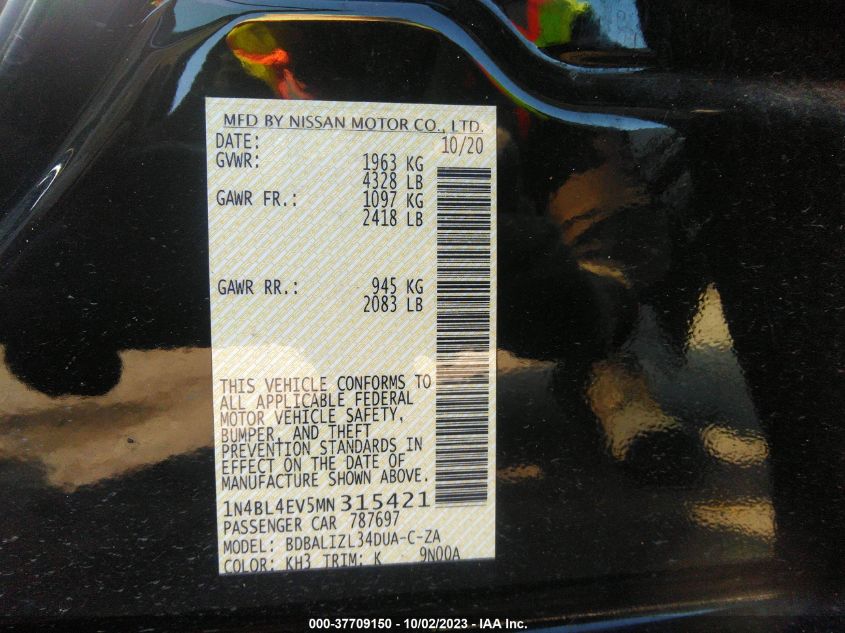 MFD BY NISSAN MOTOR CO., LTD.
DATE: 10/20
GVWR: 1963 KG
4328 LB
GAWR FR.: 1097 KG
2418 LB
GAWR RR.: 945 KG
2083 LB
THIS VEHICLE CONFORMS TO
ALL APPLICABLE FEDERAL
MOTOR VEHICLE SAFETY,
BUMPER, AND THEFT
PREVENTION STANDARDS IN
EFFECT ON THE DATE OF
MANUFACTURE SHOWN ABOVE.
1N4BL4EV5MN315421
PASSENGER CAR 787697
MODEL: BDBALIZL34DUA-C-ZA
COLOR: KH3 TRIM: K 9N00A
000-37709150 - 10/02/2023 - IAA Inc.